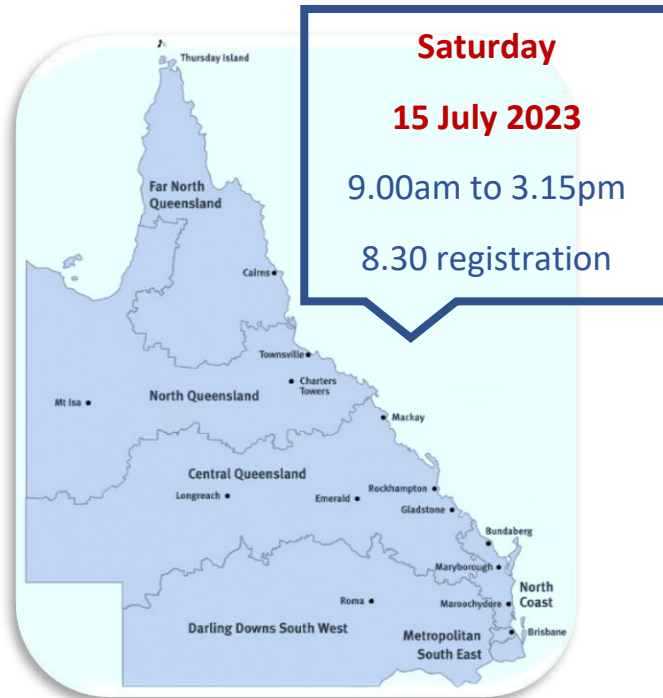 Saturday
15 July 2023
9.00am to 3.15pm
8.30 registration
Thursday Island
Far North
Queensland
Cairns
Townsville
Charters
Towers
Mt Isa
North Queensland
Mackay
Central Queensland
Longreach
Emerald
Rockhampton
Gladstone
Bundaberg
Maryborough
North
Coast
Roma
Maroochydore
Darling Downs South West
Metropolitan
South East
Brisbane